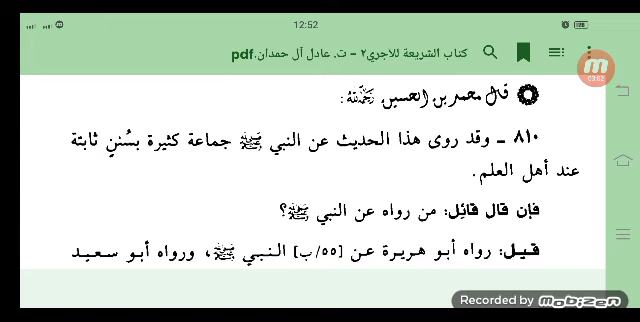 12:52
كتاب الشريعة للاجري٢ - ت. عادل آل حمدان.pdf
03:02
قال محمد بن الحسين رحمه الله:
٨١٠ - وقد روى هذا الحديث عن النبي ﷺ جماعة كثيرة بسُننٍ ثابتة
عند أهل العلم.
فإن قال قائل: من رواه عن النبي ﷺ؟
قيل: رواه أبو هريرة عن [٥٥/ب] النبي ﷺ، ورواه أبو سعيد
Recorded by mobizen